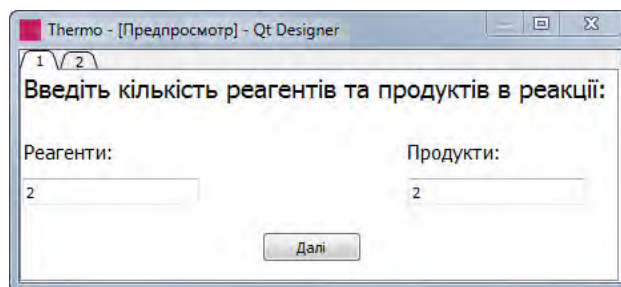 Thermo - [Предпросмотр] - Qt Designer
1 2
Введіть кількість реагентів та продуктів в реакції:
Реагенти: Продукти:
2 2
Далі